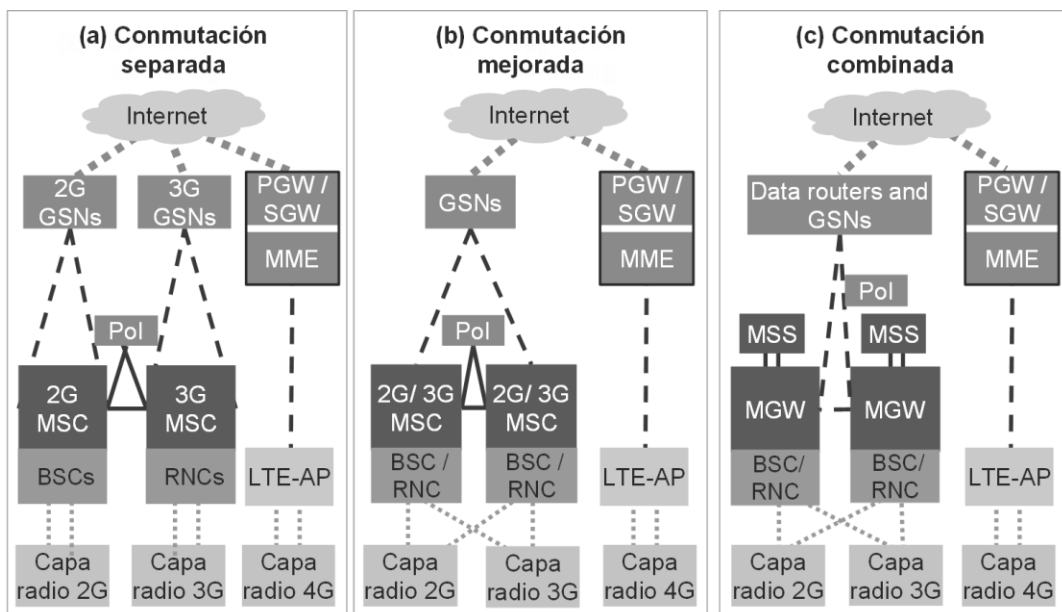 (a) Conmutación
separada
Internet
2G
GSNs
3G
GSNs
PGW /
SGW
MME
PoI
2G
MSC
3G
MSC
BSCs
RNCs
LTE-AP
Capa
radio 2G
Capa
radio 3G
Capa
radio 4G
(b) Conmutación
mejorada
Internet
GSNs
PGW /
SGW
MME
PoI
2G/ 3G
MSC
2G/ 3G
MSC
BSC /
RNC
BSC /
RNC
LTE-AP
Capa
radio 2G
Capa
radio 3G
Capa
radio 4G
(c) Conmutación
combinada
Internet
Data routers and
GSNs
PGW /
SGW
MME
PoI
MSS
MSS
MGW
MGW
BSC/
RNC
BSC/
RNC
LTE-AP
Capa
radio 2G
Capa
radio 3G
Capa
radio 4G